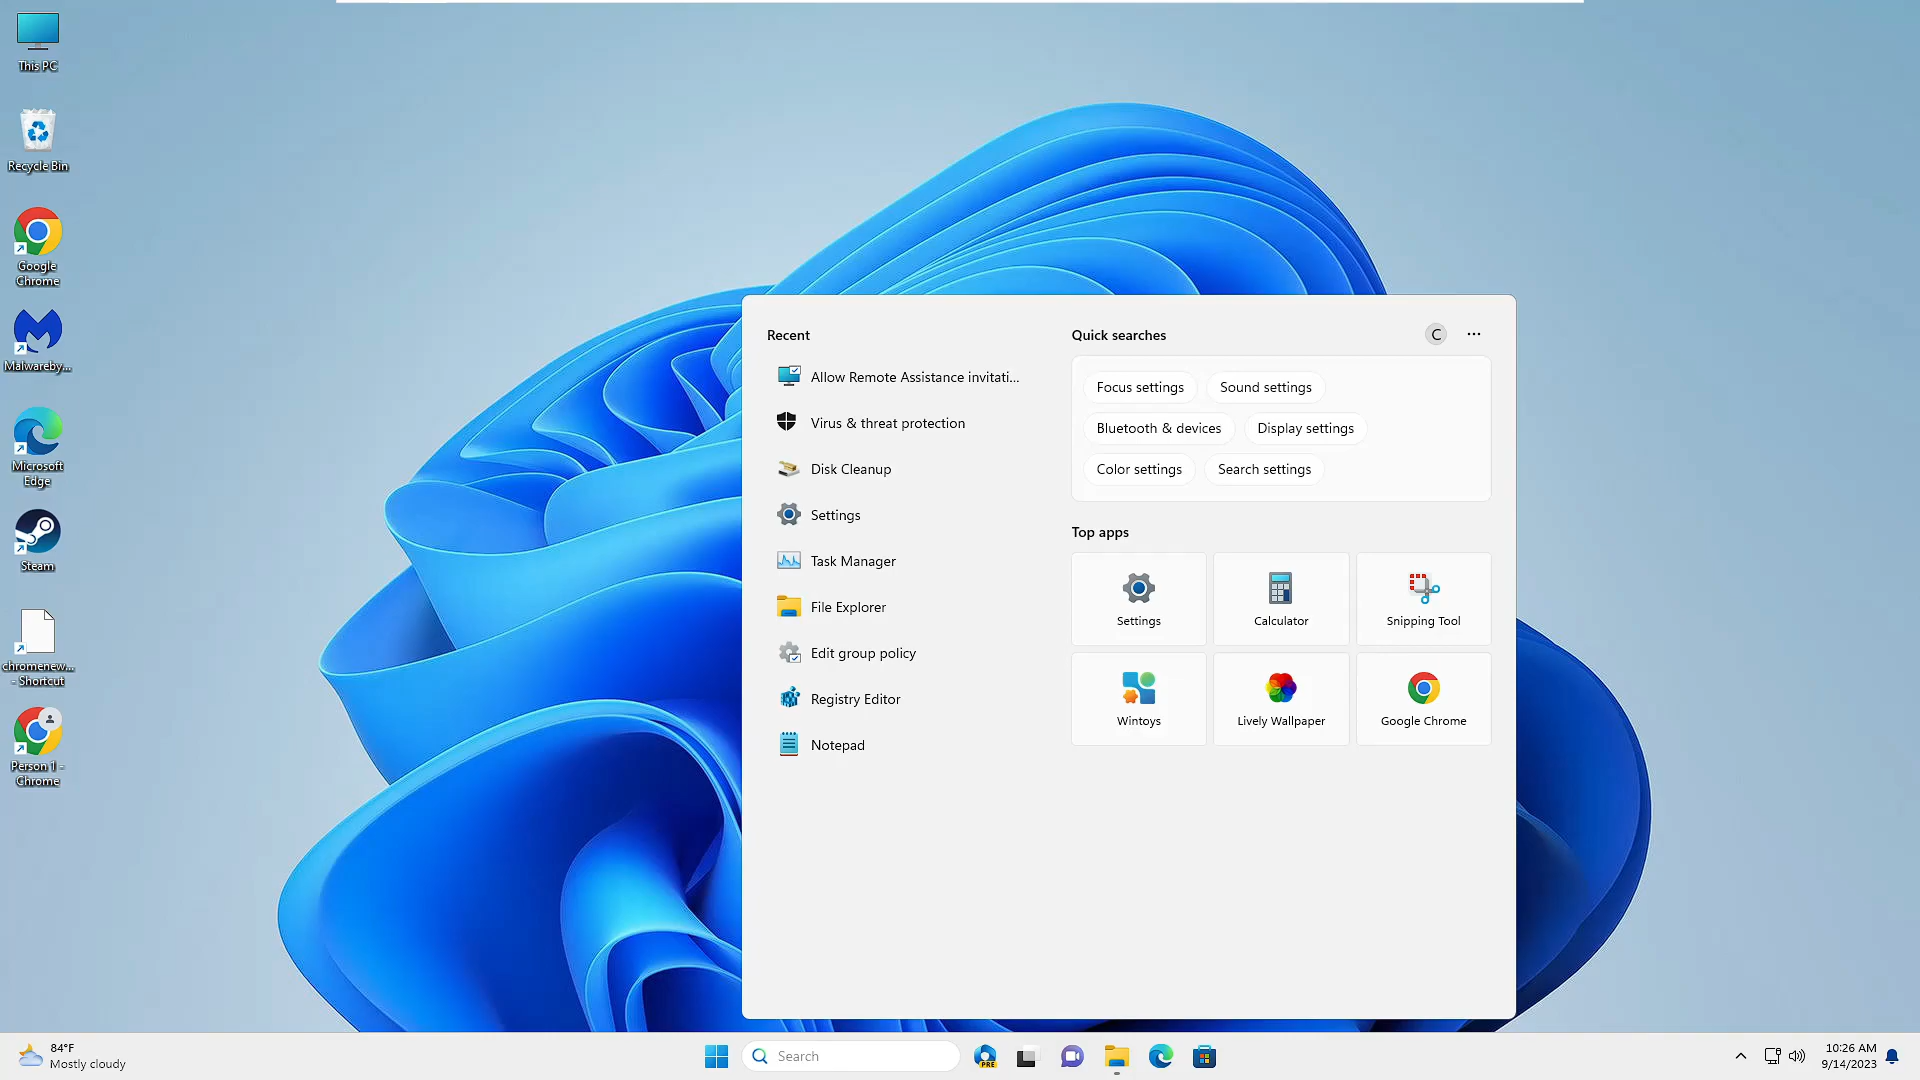 This PC
Recycle Bin
Google
Chrome
Malwareby...
Microsoft
Edge
Steam
chromenew...
- Shortcut
Person 1 -
Chrome
Recent
Allow Remote Assistance invitati...
Virus & threat protection
Disk Cleanup
Settings
Task Manager
File Explorer
Edit group policy
Registry Editor
Notepad
Quick searches
C
Focus settings
Sound settings
Bluetooth & devices
Display settings
Color settings
Search settings
Top apps
Settings
Calculator
Snipping Tool
Wintoys
Lively Wallpaper
Google Chrome
84°F
Mostly cloudy
Search
PRE
10:26 AM
9/14/2023